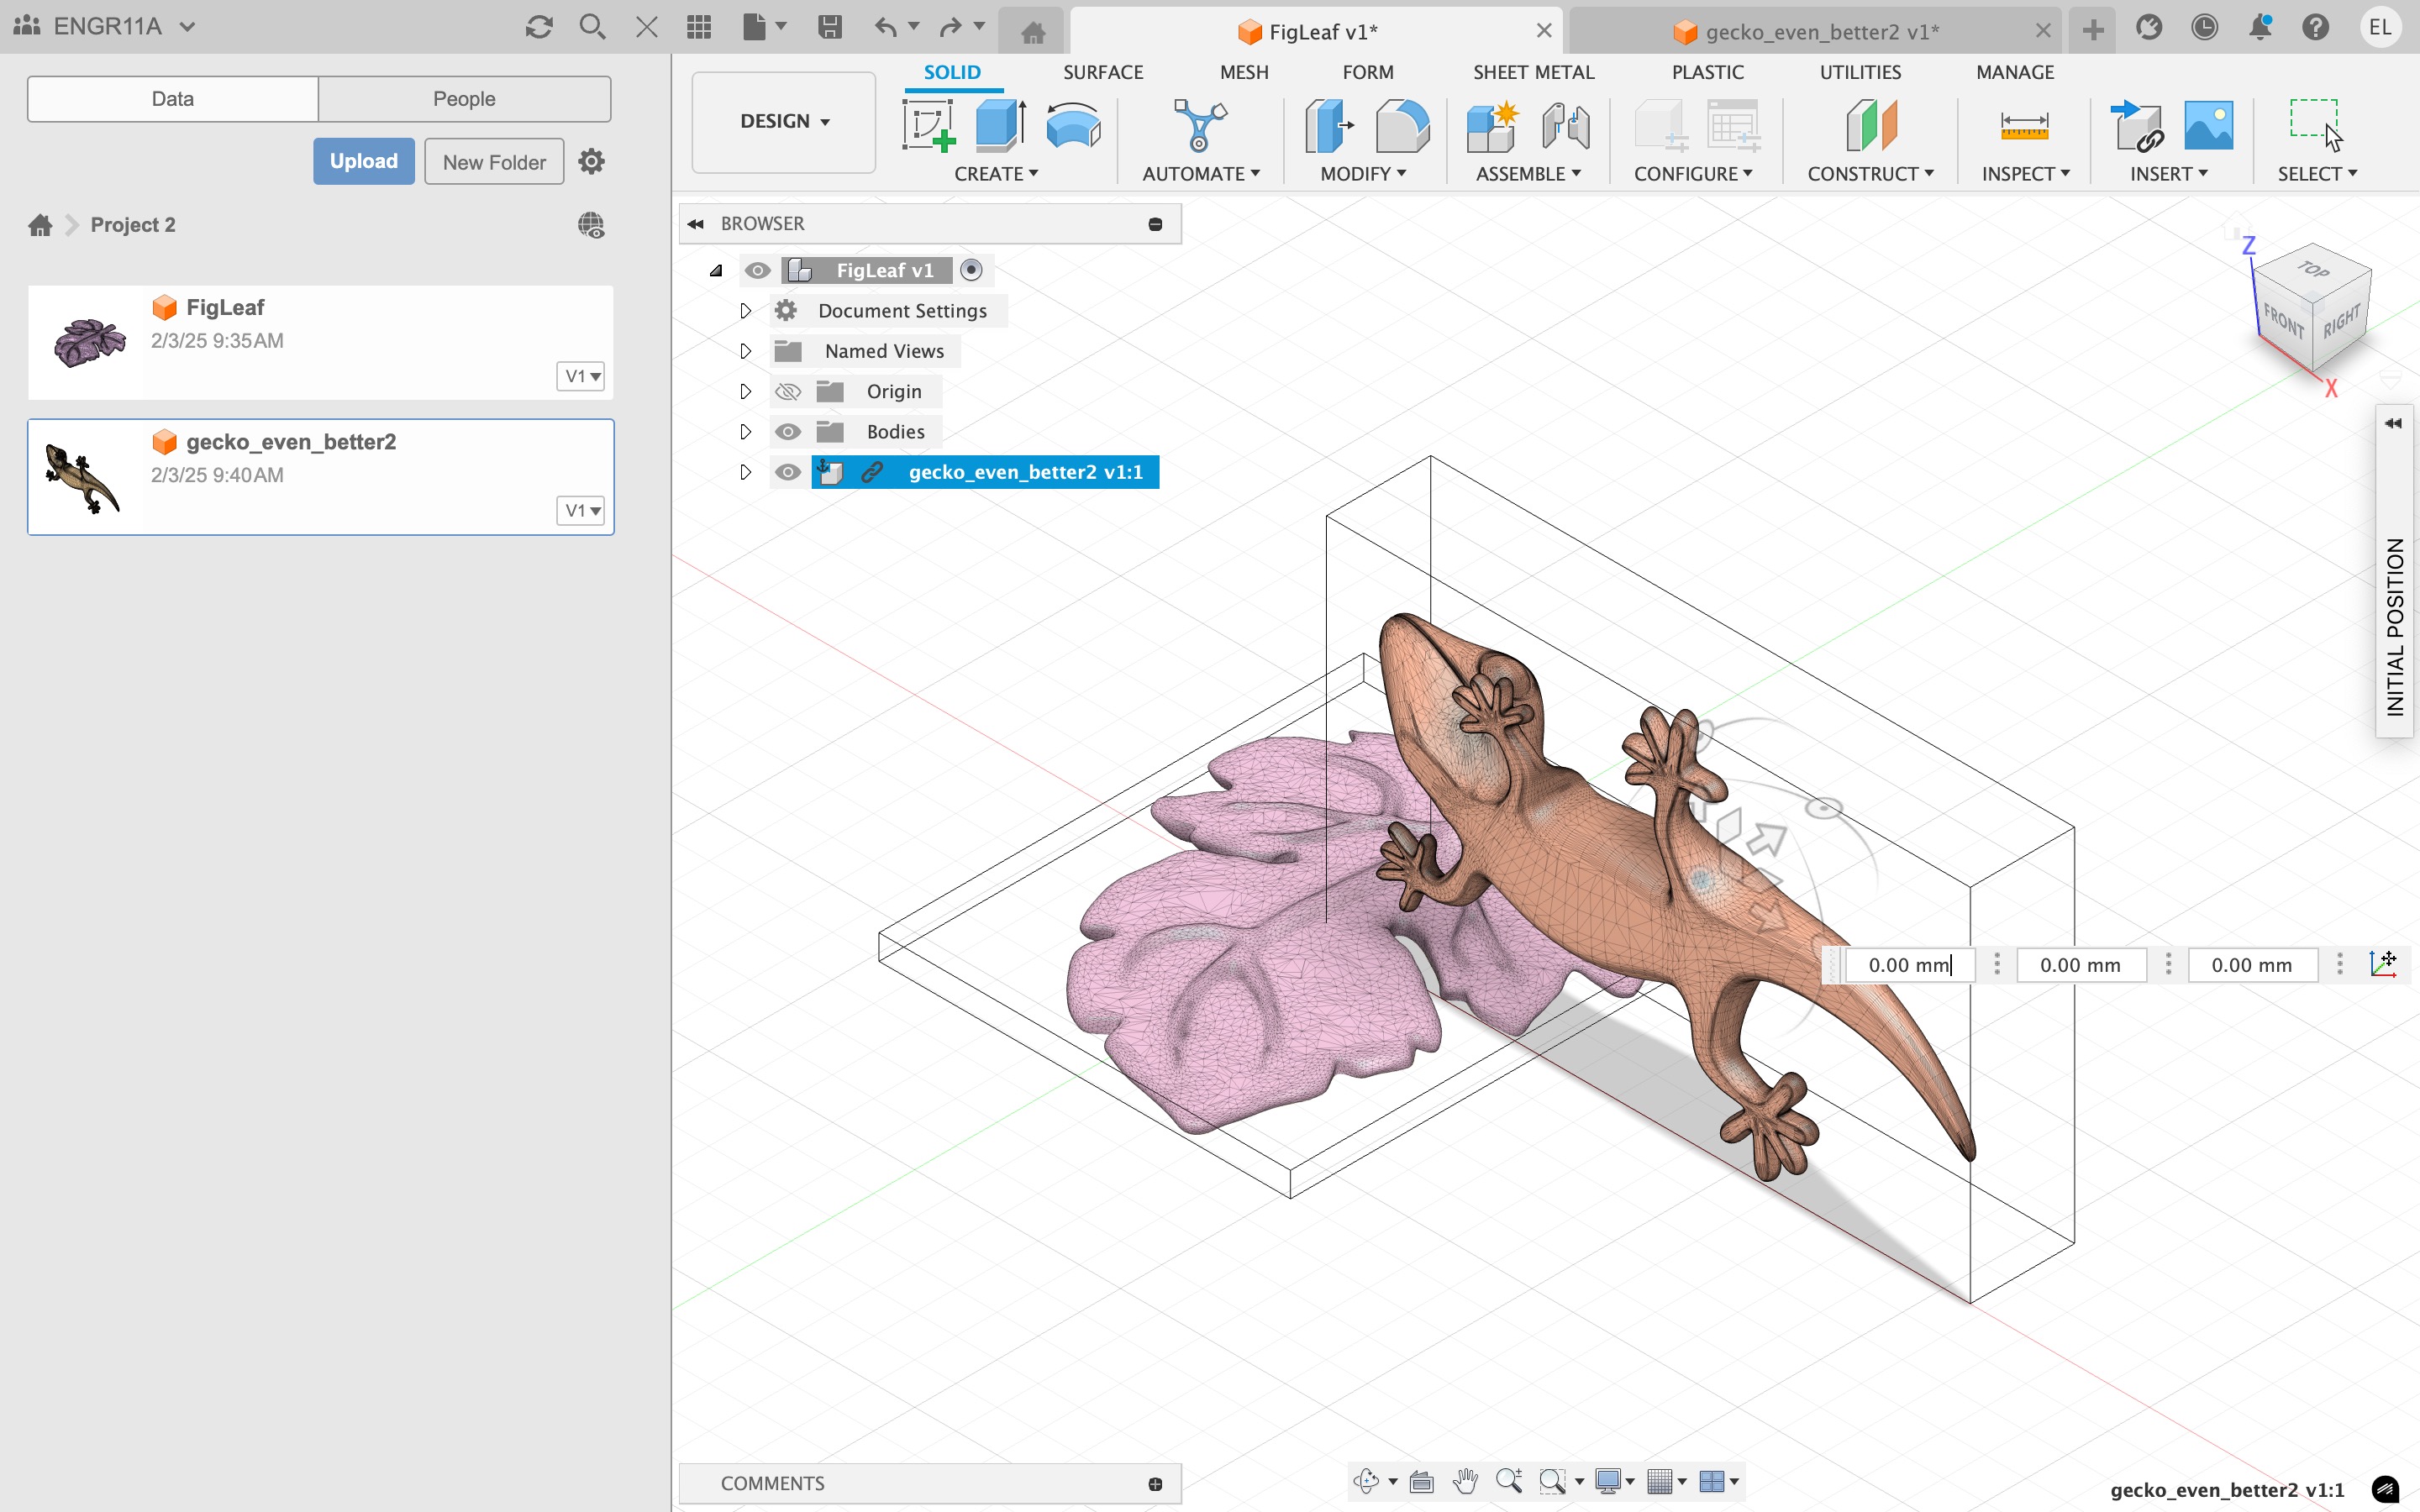 ENGR11A
FigLeaf v1*
gecko_even_better2 v1*
EL
Data
People
Upload
New Folder
Project 2
FigLeaf
2/3/25 9:35AM
V1
gecko_even_better2
2/3/25 9:40AM
V1
DESIGN
SOLID
SURFACE
MESH
FORM
SHEET METAL
PLASTIC
UTILITIES
MANAGE
CREATE
AUTOMATE
MODIFY
ASSEMBLE
CONFIGURE
CONSTRUCT
INSPECT
INSERT
SELECT
BROWSER
FigLeaf v1
Document Settings
Named Views
Origin
Bodies
gecko_even_better2 v1:1
Z
TOP
FRONT
RIGHT
X
INITIAL POSITION
0.00 mm
0.00 mm
0.00 mm
COMMENTS
gecko_even_better2 v1:1